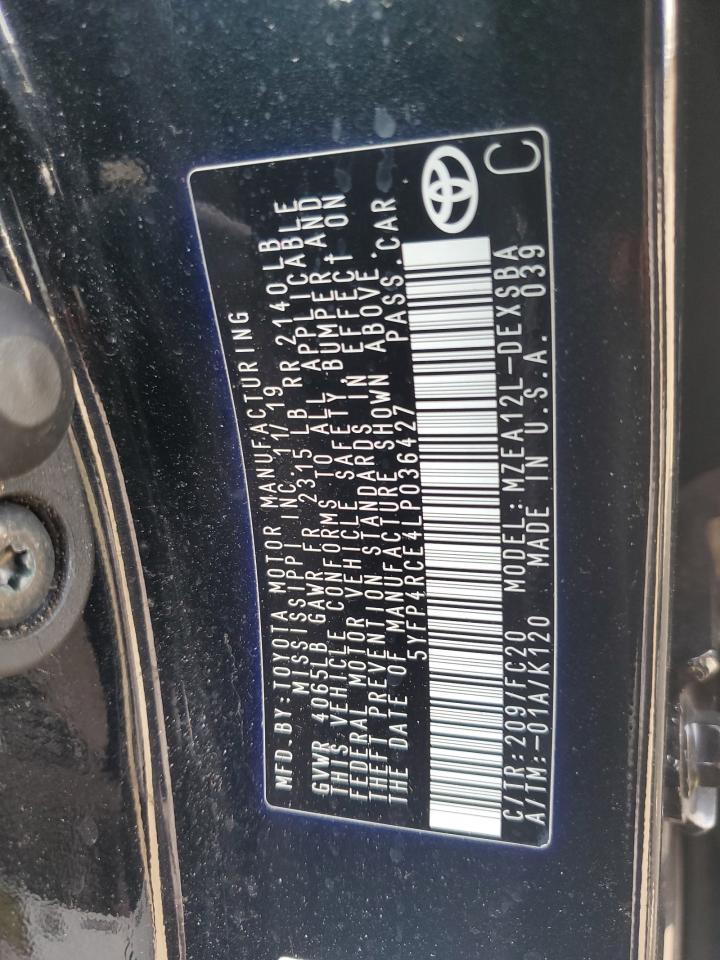 MFD.BY:TOYOTA MOTOR MANUFACTURING
MISSISSIPPI INC.11/19
GVWR 4065LB GAWR FR 2315 LB RR 2140 LB
THIS VEHICLE CONFORMS TO ALL APPLICABLE
FEDERAL MOTOR VEHICLE SAFETY, BUMPER, AND
THEFT PREVENTION STANDARDS IN EFFECT ON
THE DATE OF MANUFACTURE SHOWN ABOVE.
5YFP4RCE4LP036427 PASS.CAR
C/TR:209/FC20 MODEL:MZEA12L-DEXSBA
A/TM:-01A/K120 MADE IN U.S.A. 039
C